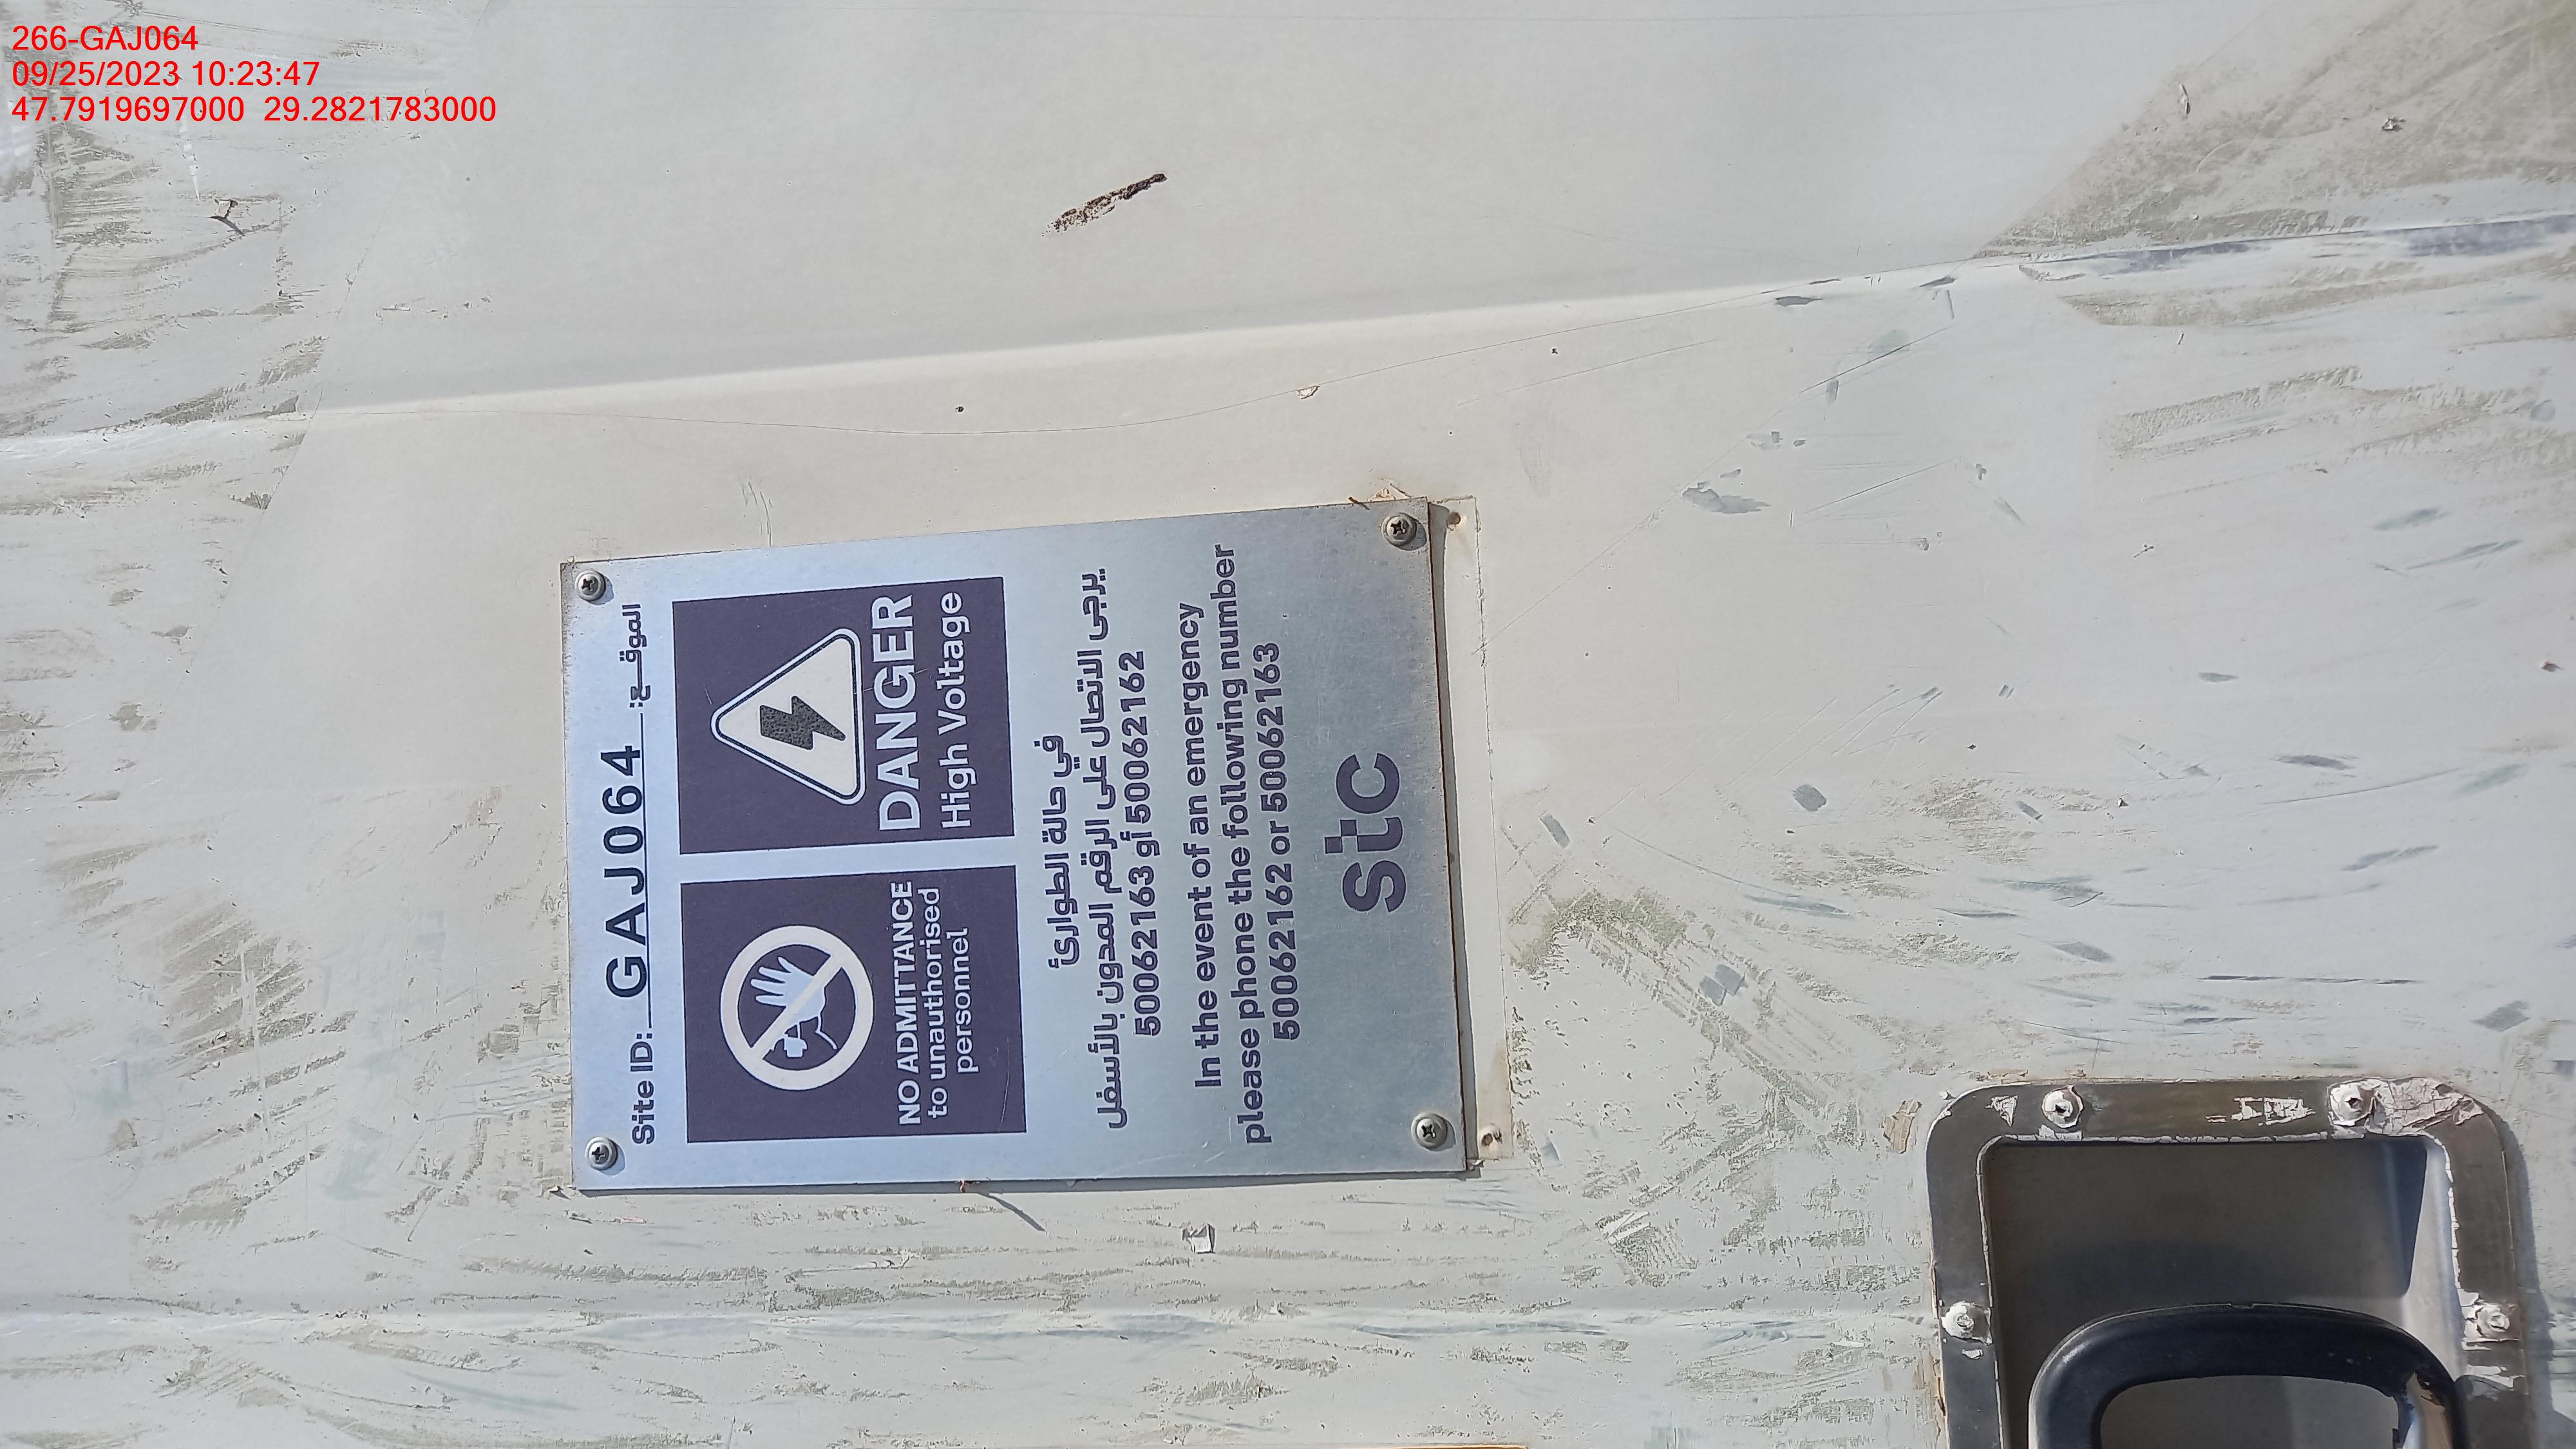 266-GAJ064
09/25/2023 10:23:47
47.7919697000 29.2821783000
Site ID: GAJ064 الموقـع:
NO ADMITTANCE
to unauthorised
personnel
DANGER
High Voltage
في حالة الطوارئ
يرجى الاتصال على الرقم المدون بالأسفل
50062163 أو 50062162
In the event of an emergency
please phone the following number
50062162 or 50062163
stc